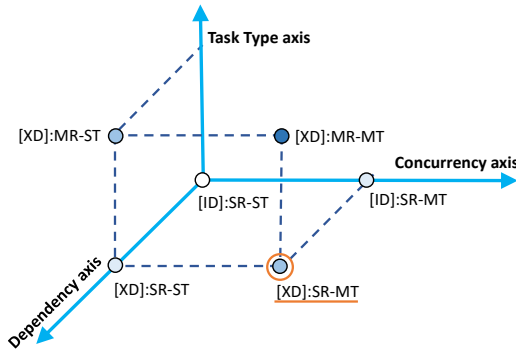 Task Type axis
[XD]:MR-ST
[XD]:MR-MT
Concurrency axis
[ID]:SR-ST
[ID]:SR-MT
Dependency axis
[XD]:SR-ST
[XD]:SR-MT